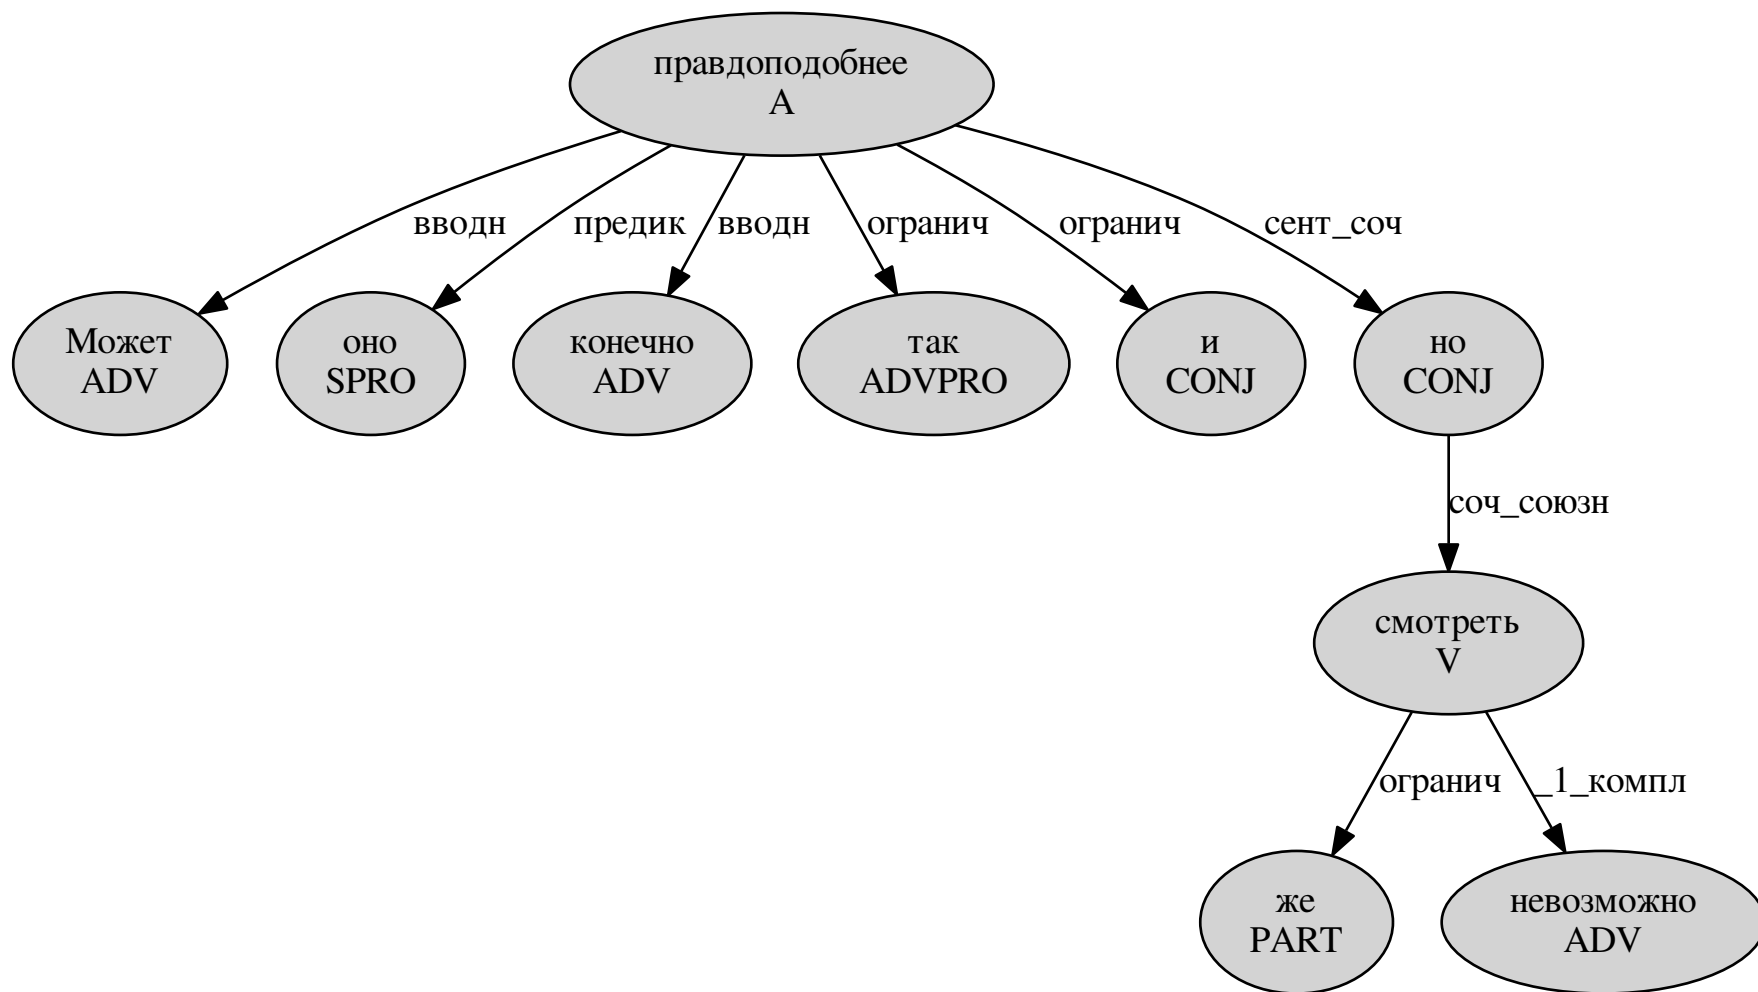 правдоподобнее
A
вводн
предик
вводн
огранич
огранич
сент_соч
Может
ADV
оно
SPRO
конечно
ADV
так
ADVPRO
и
CONJ
но
CONJ
соч_союзн
смотреть
V
огранич
_1_компл
же
PART
невозможно
ADV